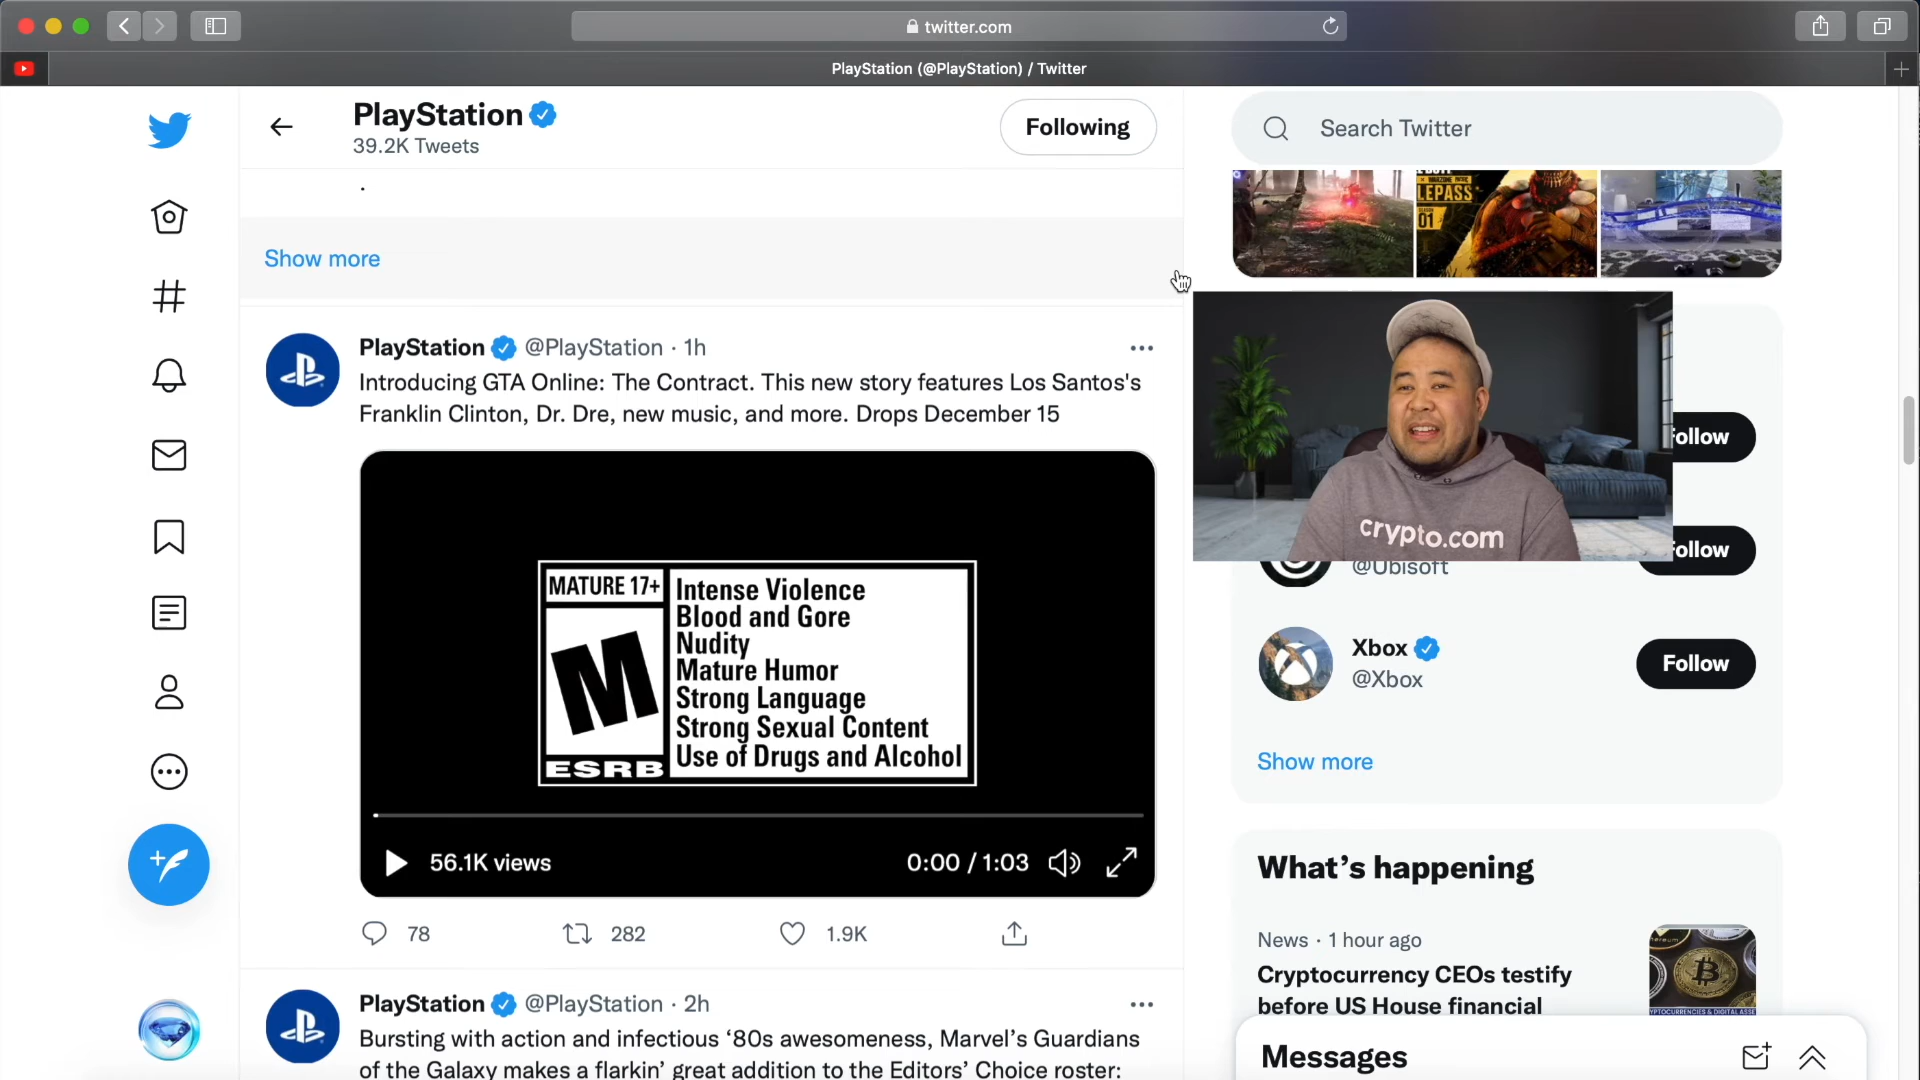 twitter.com
PlayStation (@PlayStation) / Twitter
PlayStation
39.2K Tweets
Following
Search Twitter
.
Show more
LEPASS
01
PlayStation @PlayStation · 1h
Introducing GTA Online: The Contract. This new story features Los Santos's
Franklin Clinton, Dr. Dre, new music, and more. Drops December 15
MATURE 17+
M
ESRB
Intense Violence
Blood and Gore
Nudity
Mature Humor
Strong Language
Strong Sexual Content
Use of Drugs and Alcohol
56.1K views
0:00 / 1:03
78
282
1.9K
PlayStation @PlayStation · 2h
Bursting with action and infectious ‘80s awesomeness, Marvel’s Guardians
of the Galaxy makes a flarkin’ great addition to the Editors’ Choice roster:
crypto.com
ollow
ollow
@Ubisoft
Xbox
@Xbox
Follow
Show more
What’s happening
News · 1 hour ago
Cryptocurrency CEOs testify
before US House financial
Messages